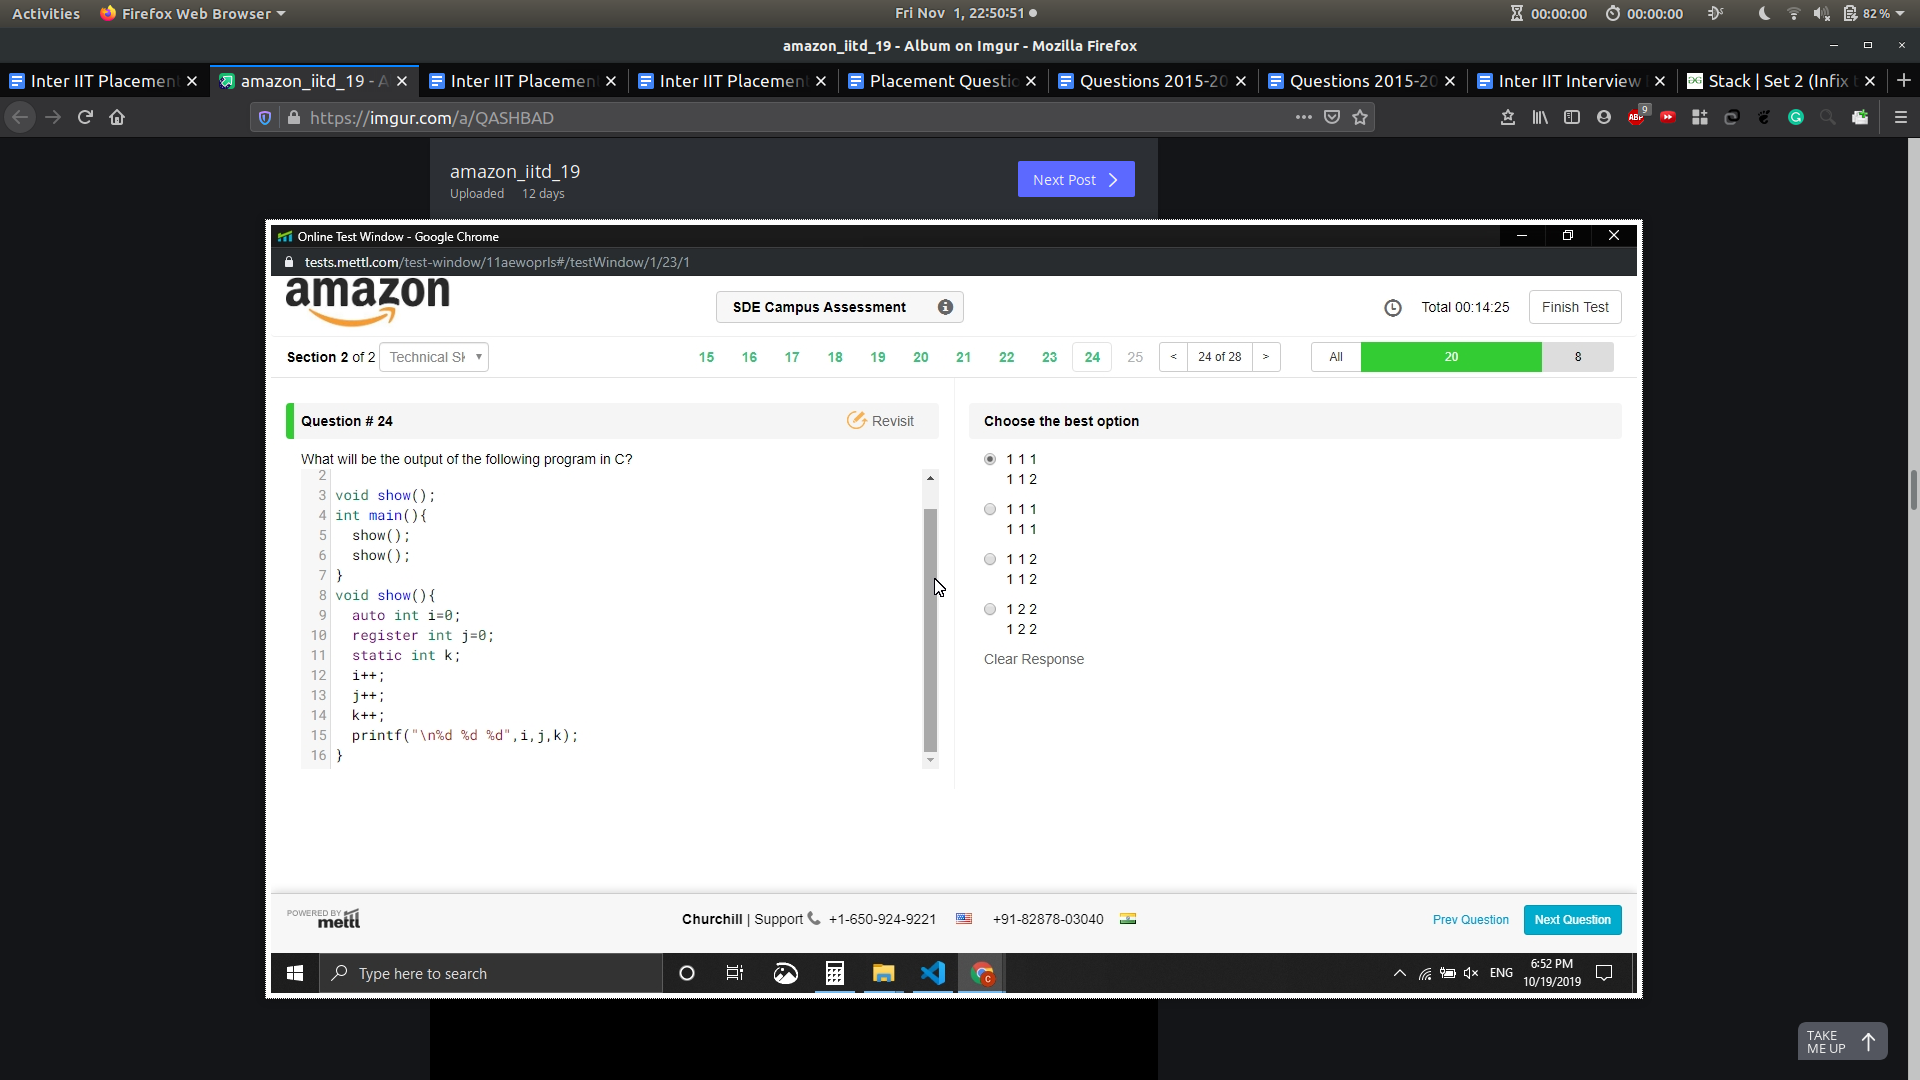 Activities Firefox Web Browser Fri Nov 1, 22:50:51 00:00:00 00:00:00 82%
amazon_iitd_19 - Album on Imgur - Mozilla Firefox
Inter IIT Placemen amazon_iitd_19 - A Inter IIT Placemen Inter IIT Placemen Placement Questio Questions 2015-20 Questions 2015-20 Inter IIT Interview Stack | Set 2 (Infix t
https://imgur.com/a/QASHBAD ABP 9
amazon_iitd_19
Uploaded 12 days
Next Post
Online Test Window - Google Chrome
tests.mettl.com/test-window/11aewoprls#/testWindow/1/23/1
amazon
SDE Campus Assessment
Total 00:14:25 Finish Test
Section 2 of 2 Technical Sk 15 16 17 18 19 20 21 22 23 24 25 < 24 of 28 > All 20 8
Question # 24 Revisit
What will be the output of the following program in C?
2
3 void show();
4 int main(){
5 show();
6 show();
7 }
8 void show(){
9 auto int i=0;
10 register int j=0;
11 static int k;
12 i++;
13 j++;
14 k++;
15 printf("\n%d %d %d",i,j,k);
16 }
Choose the best option
1 1 1
1 1 2
1 1 1
1 1 1
1 1 2
1 1 2
1 2 2
1 2 2
Clear Response
POWERED BY
mettl
Churchill | Support +1-650-924-9221 +91-82878-03040
Prev Question Next Question
Type here to search
ENG
6:52 PM
10/19/2019
TAKE
ME UP